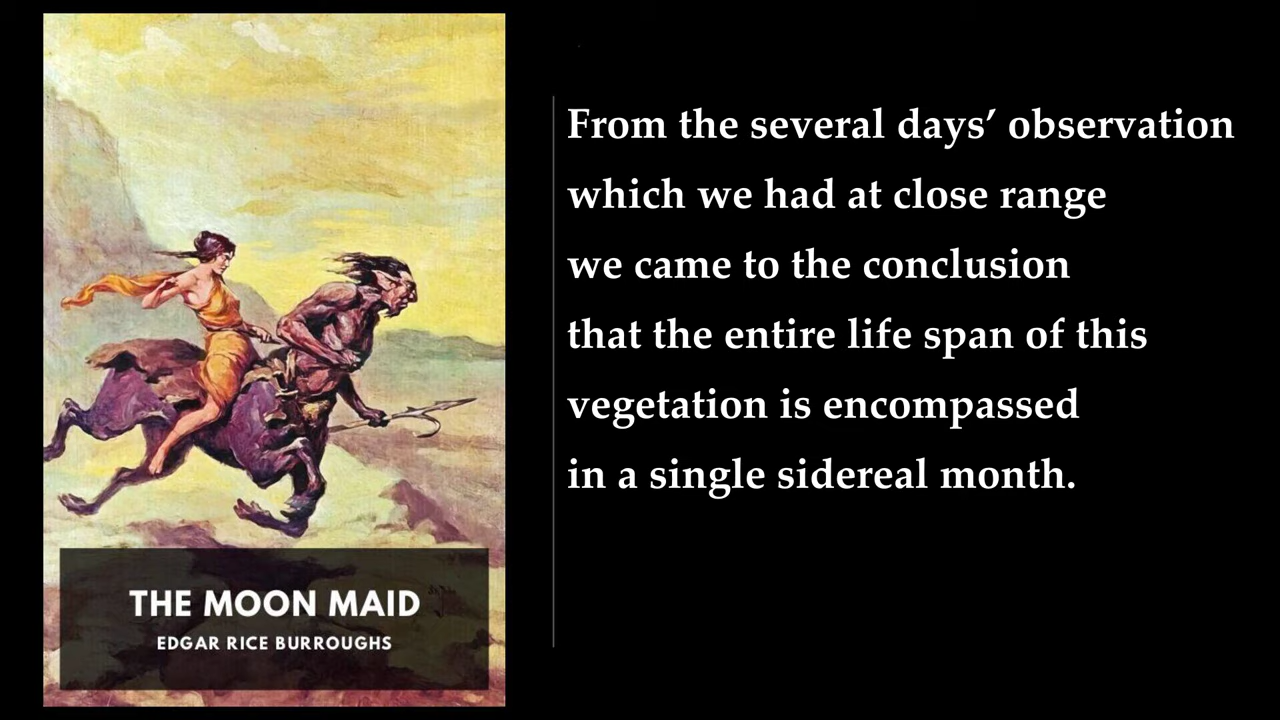 THE MOON MAID
EDGAR RICE BURROUGHS
From the several days’ observation
which we had at close range
we came to the conclusion
that the entire life span of this
vegetation is encompassed
in a single sidereal month.